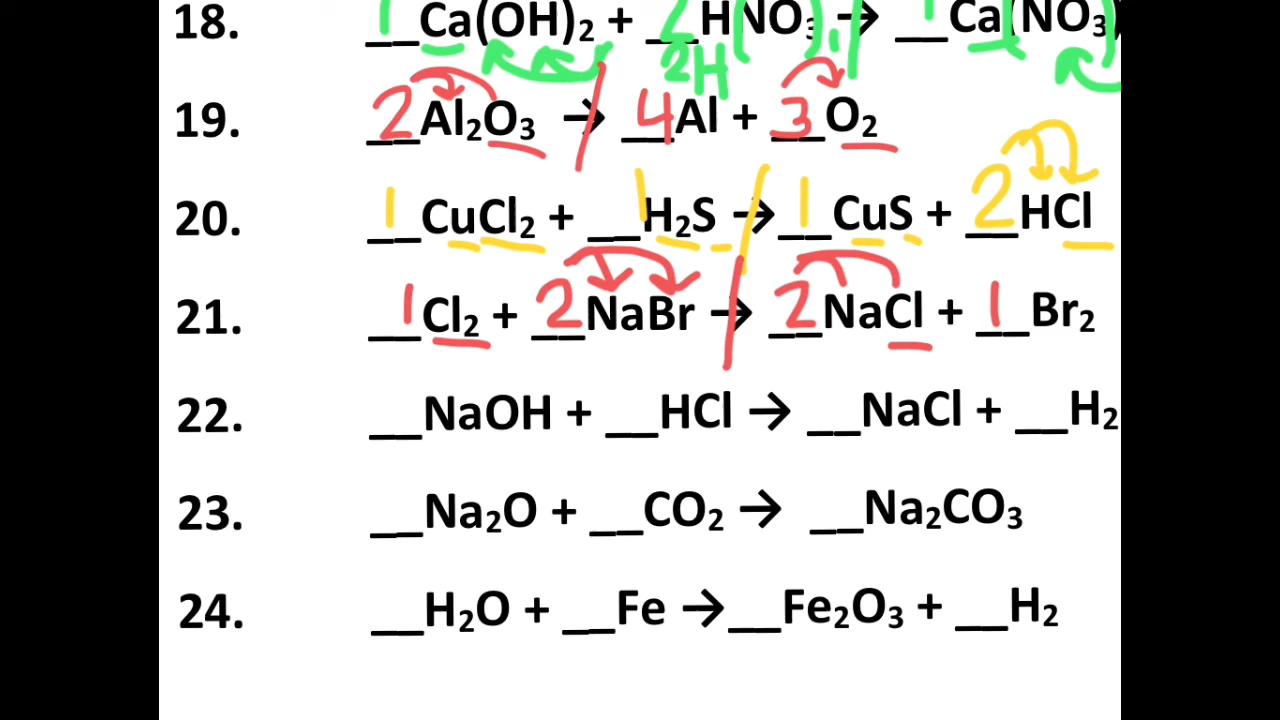 18. 1 Ca(OH)₂ + 2 HNO₃ → 1 Ca(NO₃)
2H
19. 2 Al₂O₃ → 4 Al + 3 O₂
20. 1 CuCl₂ + 1 H₂S → 1 CuS + 2 HCl
21. 1 Cl₂ + 2 NaBr → 2 NaCl + 1 Br₂
22. __NaOH + __HCl → __NaCl + __H₂
23. __Na₂O + __CO₂ → __Na₂CO₃
24. __H₂O + __Fe → __Fe₂O₃ + __H₂